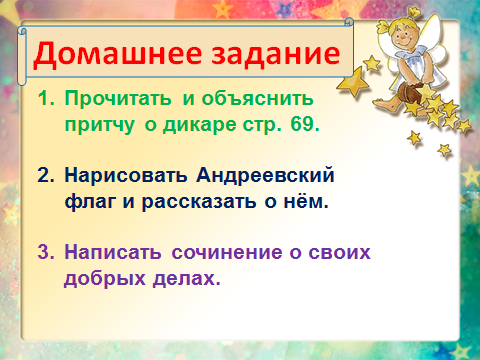 Домашнее задание
1. Прочитать и объяснить
притчу о дикаре стр. 69.
2. Нарисовать Андреевский
флаг и рассказать о нём.
3. Написать сочинение о своих
добрых делах.